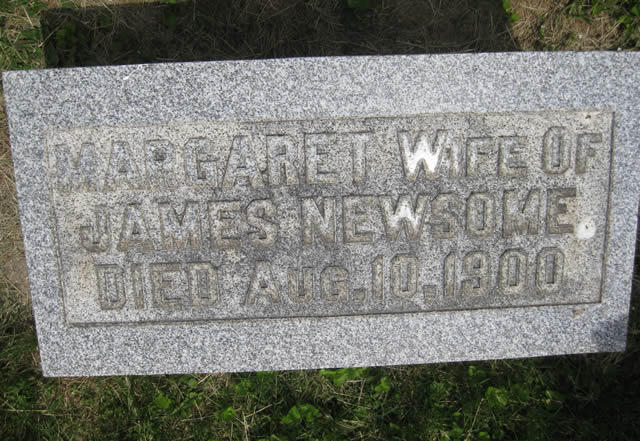 MARGARET WIFE OF
JAMES NEWSOME
DIED AUG. 10, 1900